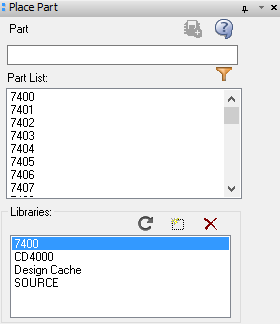 Place Part
Part
Part List:
7400
7401
7402
7403
7404
7405
7406
7407
Libraries:
7400
CD4000
Design Cache
SOURCE